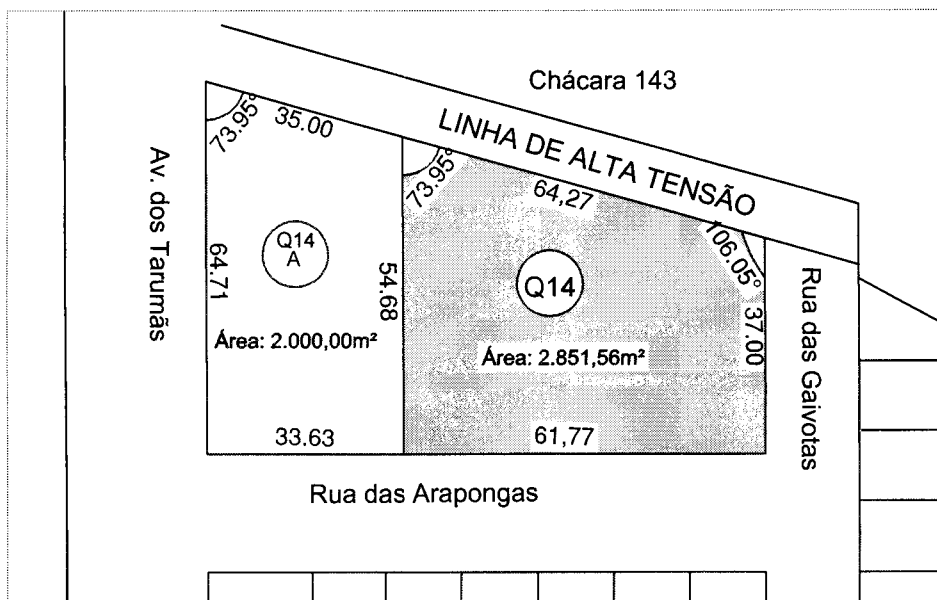 Chácara 143
LINHA DE ALTA TENSÃO
73.95°
35.00
73.95°
64,27
106.05°
Av. dos Tarumãs
Q14
A
64.71
54.68
Q14
37.00
Rua das Gaivotas
Área: 2.000,00m²
Área: 2.851,56m²
33.63
61,77
Rua das Arapongas